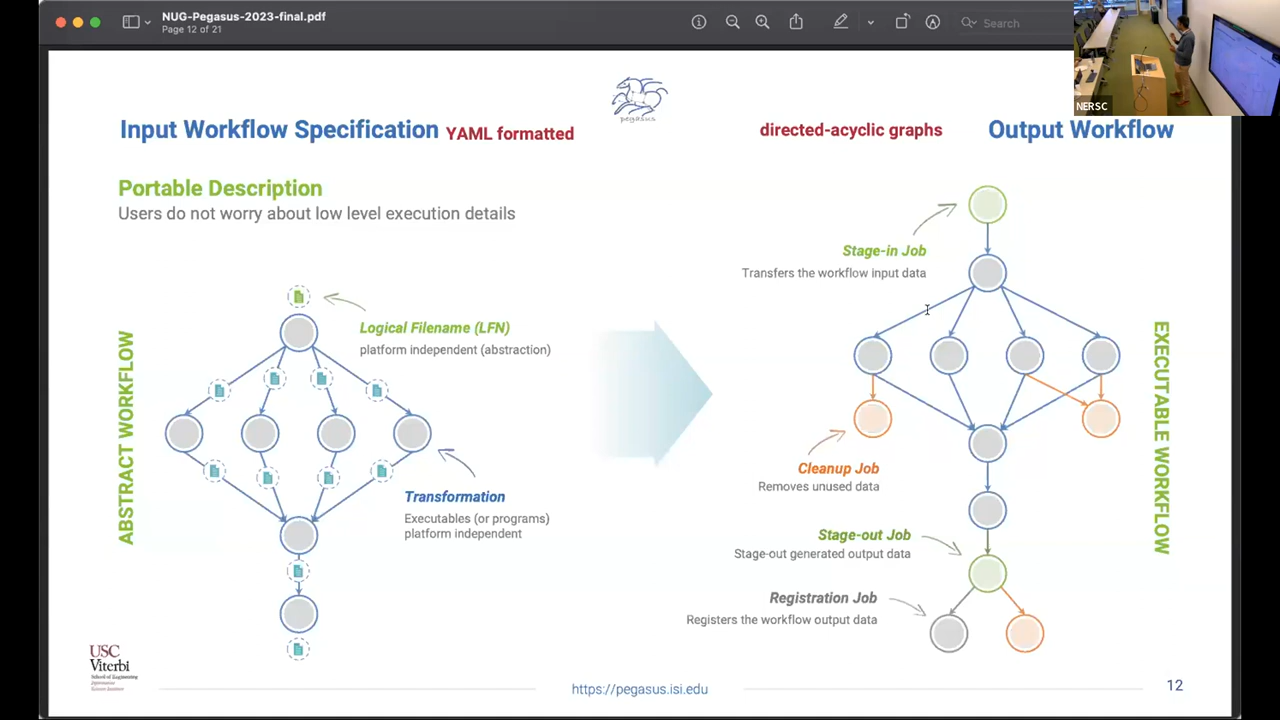 NUG-Pegasus-2023-final.pdf
Page 12 of 21
Search
NERSC
pegasus
Input Workflow Specification YAML formatted
directed-acyclic graphs Output Workflow
Portable Description
Users do not worry about low level execution details
Stage-in Job
Transfers the workflow input data
Logical Filename (LFN)
platform independent (abstraction)
ABSTRACT WORKFLOW
EXECUTABLE WORKFLOW
Transformation
Executables (or programs)
platform independent
Cleanup Job
Removes unused data
Stage-out Job
Stage-out generated output data
Registration Job
Registers the workflow output data
USC
Viterbi
School of Engineering
https://pegasus.isi.edu
12